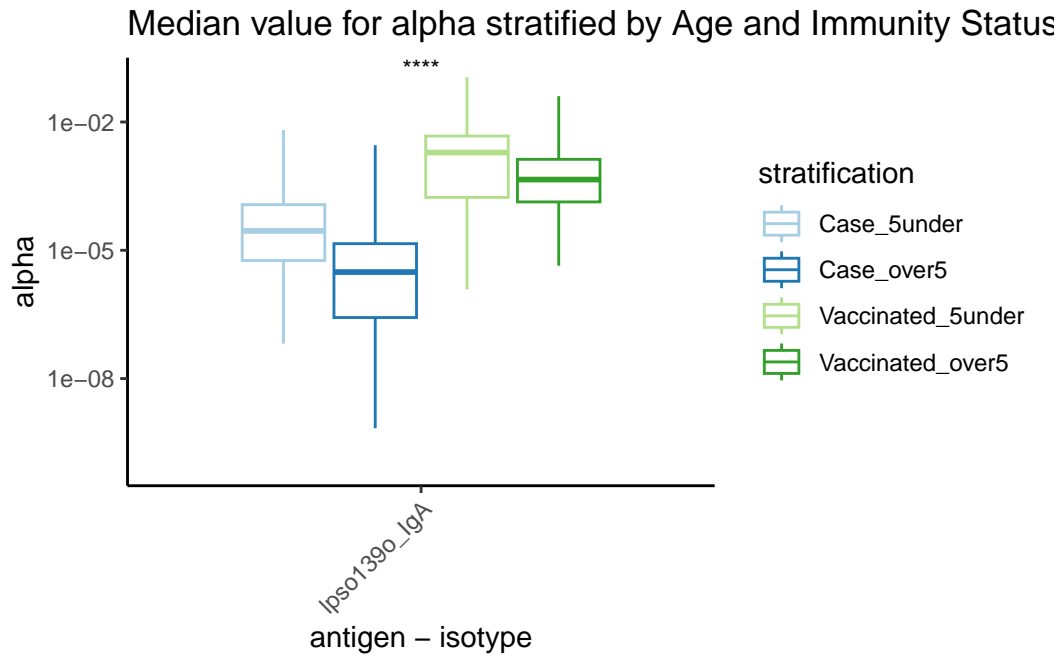 Median value for alpha stratified by Age and Immunity Status
****
1e−02
1e−05
1e−08
alpha
lpso139o_IgA
antigen − isotype
stratification
Case_5under
Case_over5
Vaccinated_5under
Vaccinated_over5